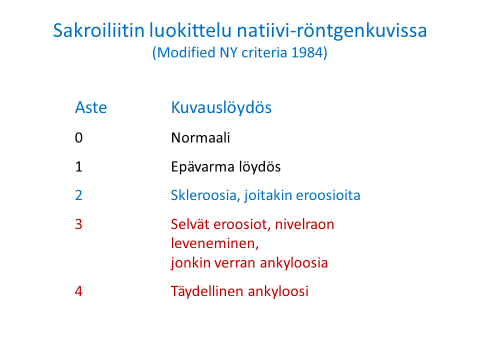 Sakroiliitin luokittelu natiivi-röntgenkuvissa
(Modified NY criteria 1984)
Aste Kuvauslöydös
0 Normaali
1 Epävarma löydös
2 Skleroosia, joitakin eroosioita
3 Selvät eroosiot, nivelraon
leveneminen,
jonkin verran ankyloosia
4 Täydellinen ankyloosi